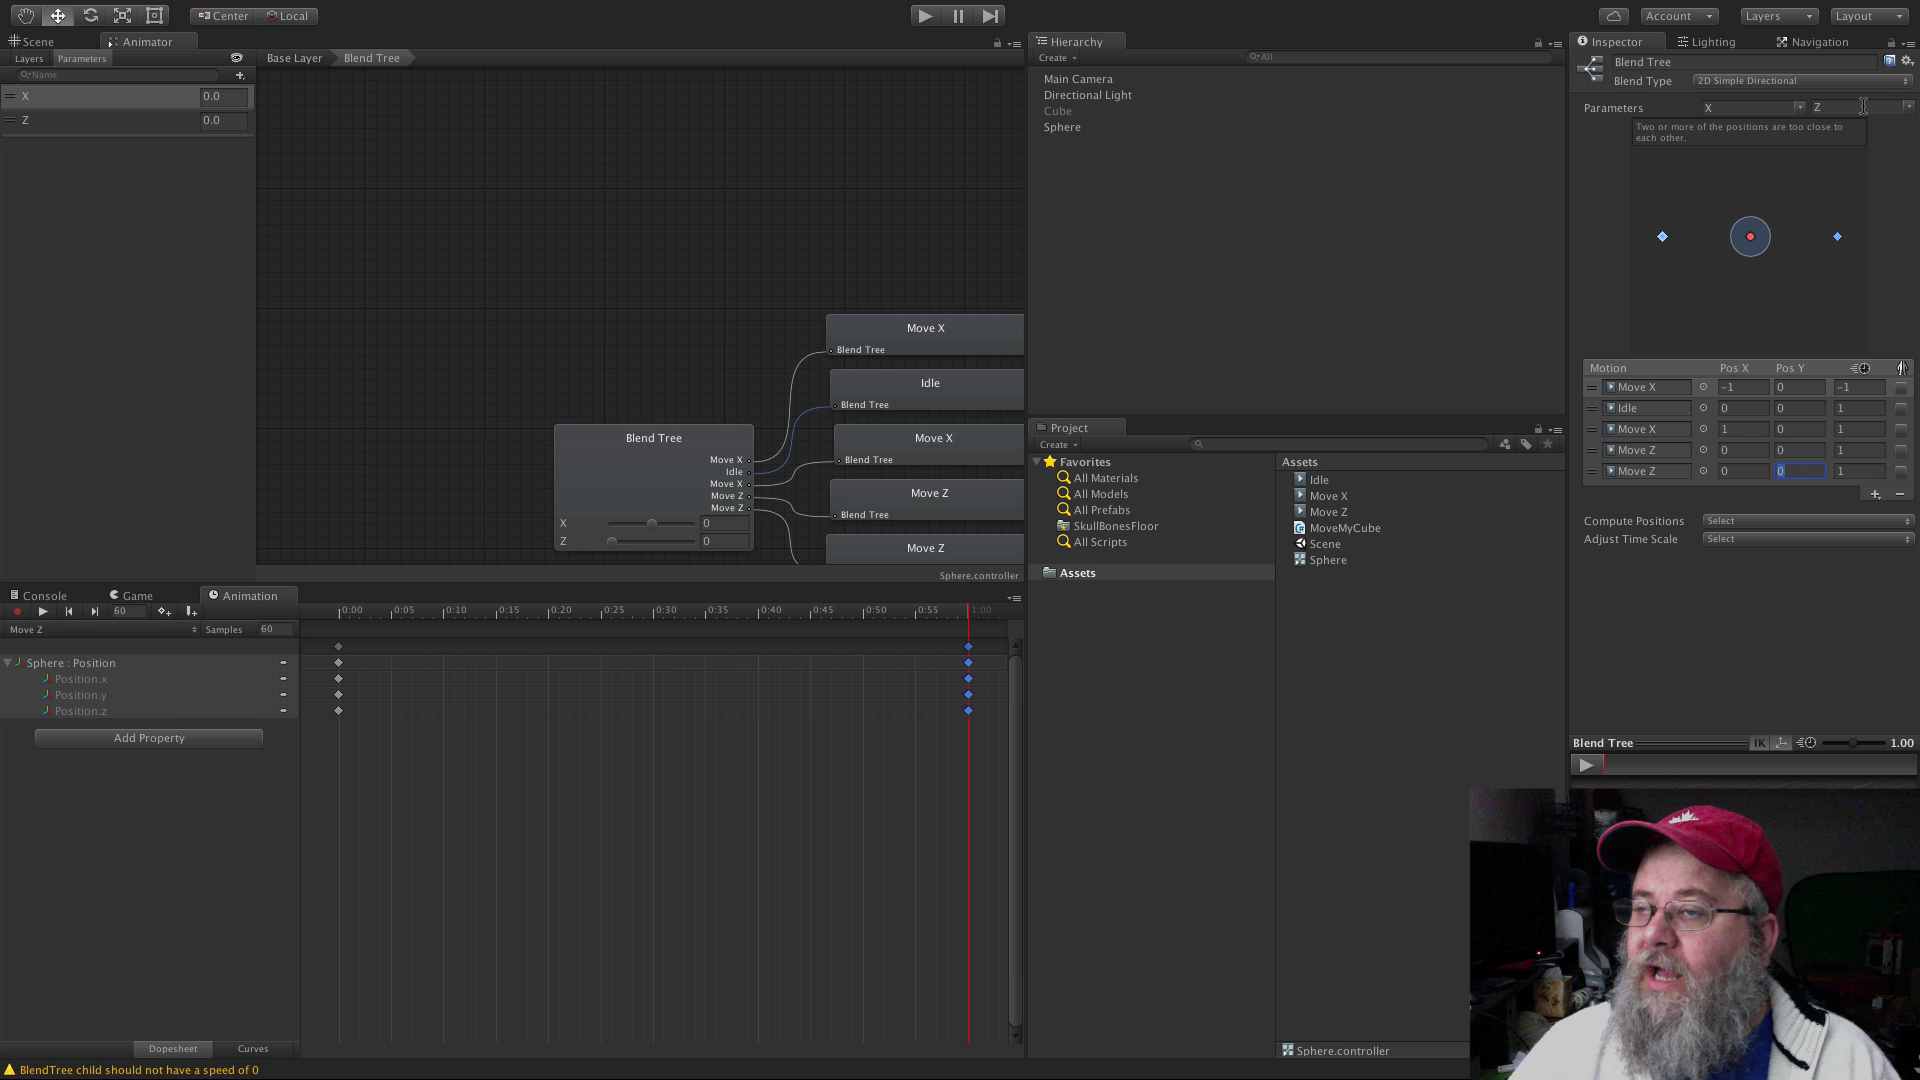 Center
Local
Account
Layers
Layout
Scene
Animator
Layers
Parameters
Name
X
0.0
Z
0.0
Base Layer
Blend Tree
Move X
Blend Tree
Idle
Blend Tree
Move X
Blend Tree
Move Z
Blend Tree
Move Z
Blend Tree
Move X
Idle
Move X
Move Z
Move Z
X
0
Z
0
Sphere.controller
Hierarchy
Create
All
Main Camera
Directional Light
Cube
Sphere
Project
Create
Favorites
All Materials
All Models
All Prefabs
SkullBonesFloor
All Scripts
Assets
Assets
Idle
Move X
Move Z
MoveMyCube
Scene
Sphere
Sphere.controller
Inspector
Lighting
Navigation
Blend Tree
Blend Type
2D Simple Directional
Parameters
X
Z
Two or more of the positions are too close to
each other.
Motion Pos X Pos Y
Move X -1 0 -1
Idle 0 0 1
Move X 1 0 1
Move Z 0 0 1
Move Z 0 0 1
Compute Positions
Select
Adjust Time Scale
Select
Blend Tree
IK
1.00
Console
Game
Animation
60
0:00 0:05 0:10 0:15 0:20 0:25 0:30 0:35 0:40 0:45 0:50 0:55 1:00
Move Z
Samples
60
Sphere : Position
Position.x
Position.y
Position.z
Add Property
Dopesheet
Curves
BlendTree child should not have a speed of 0